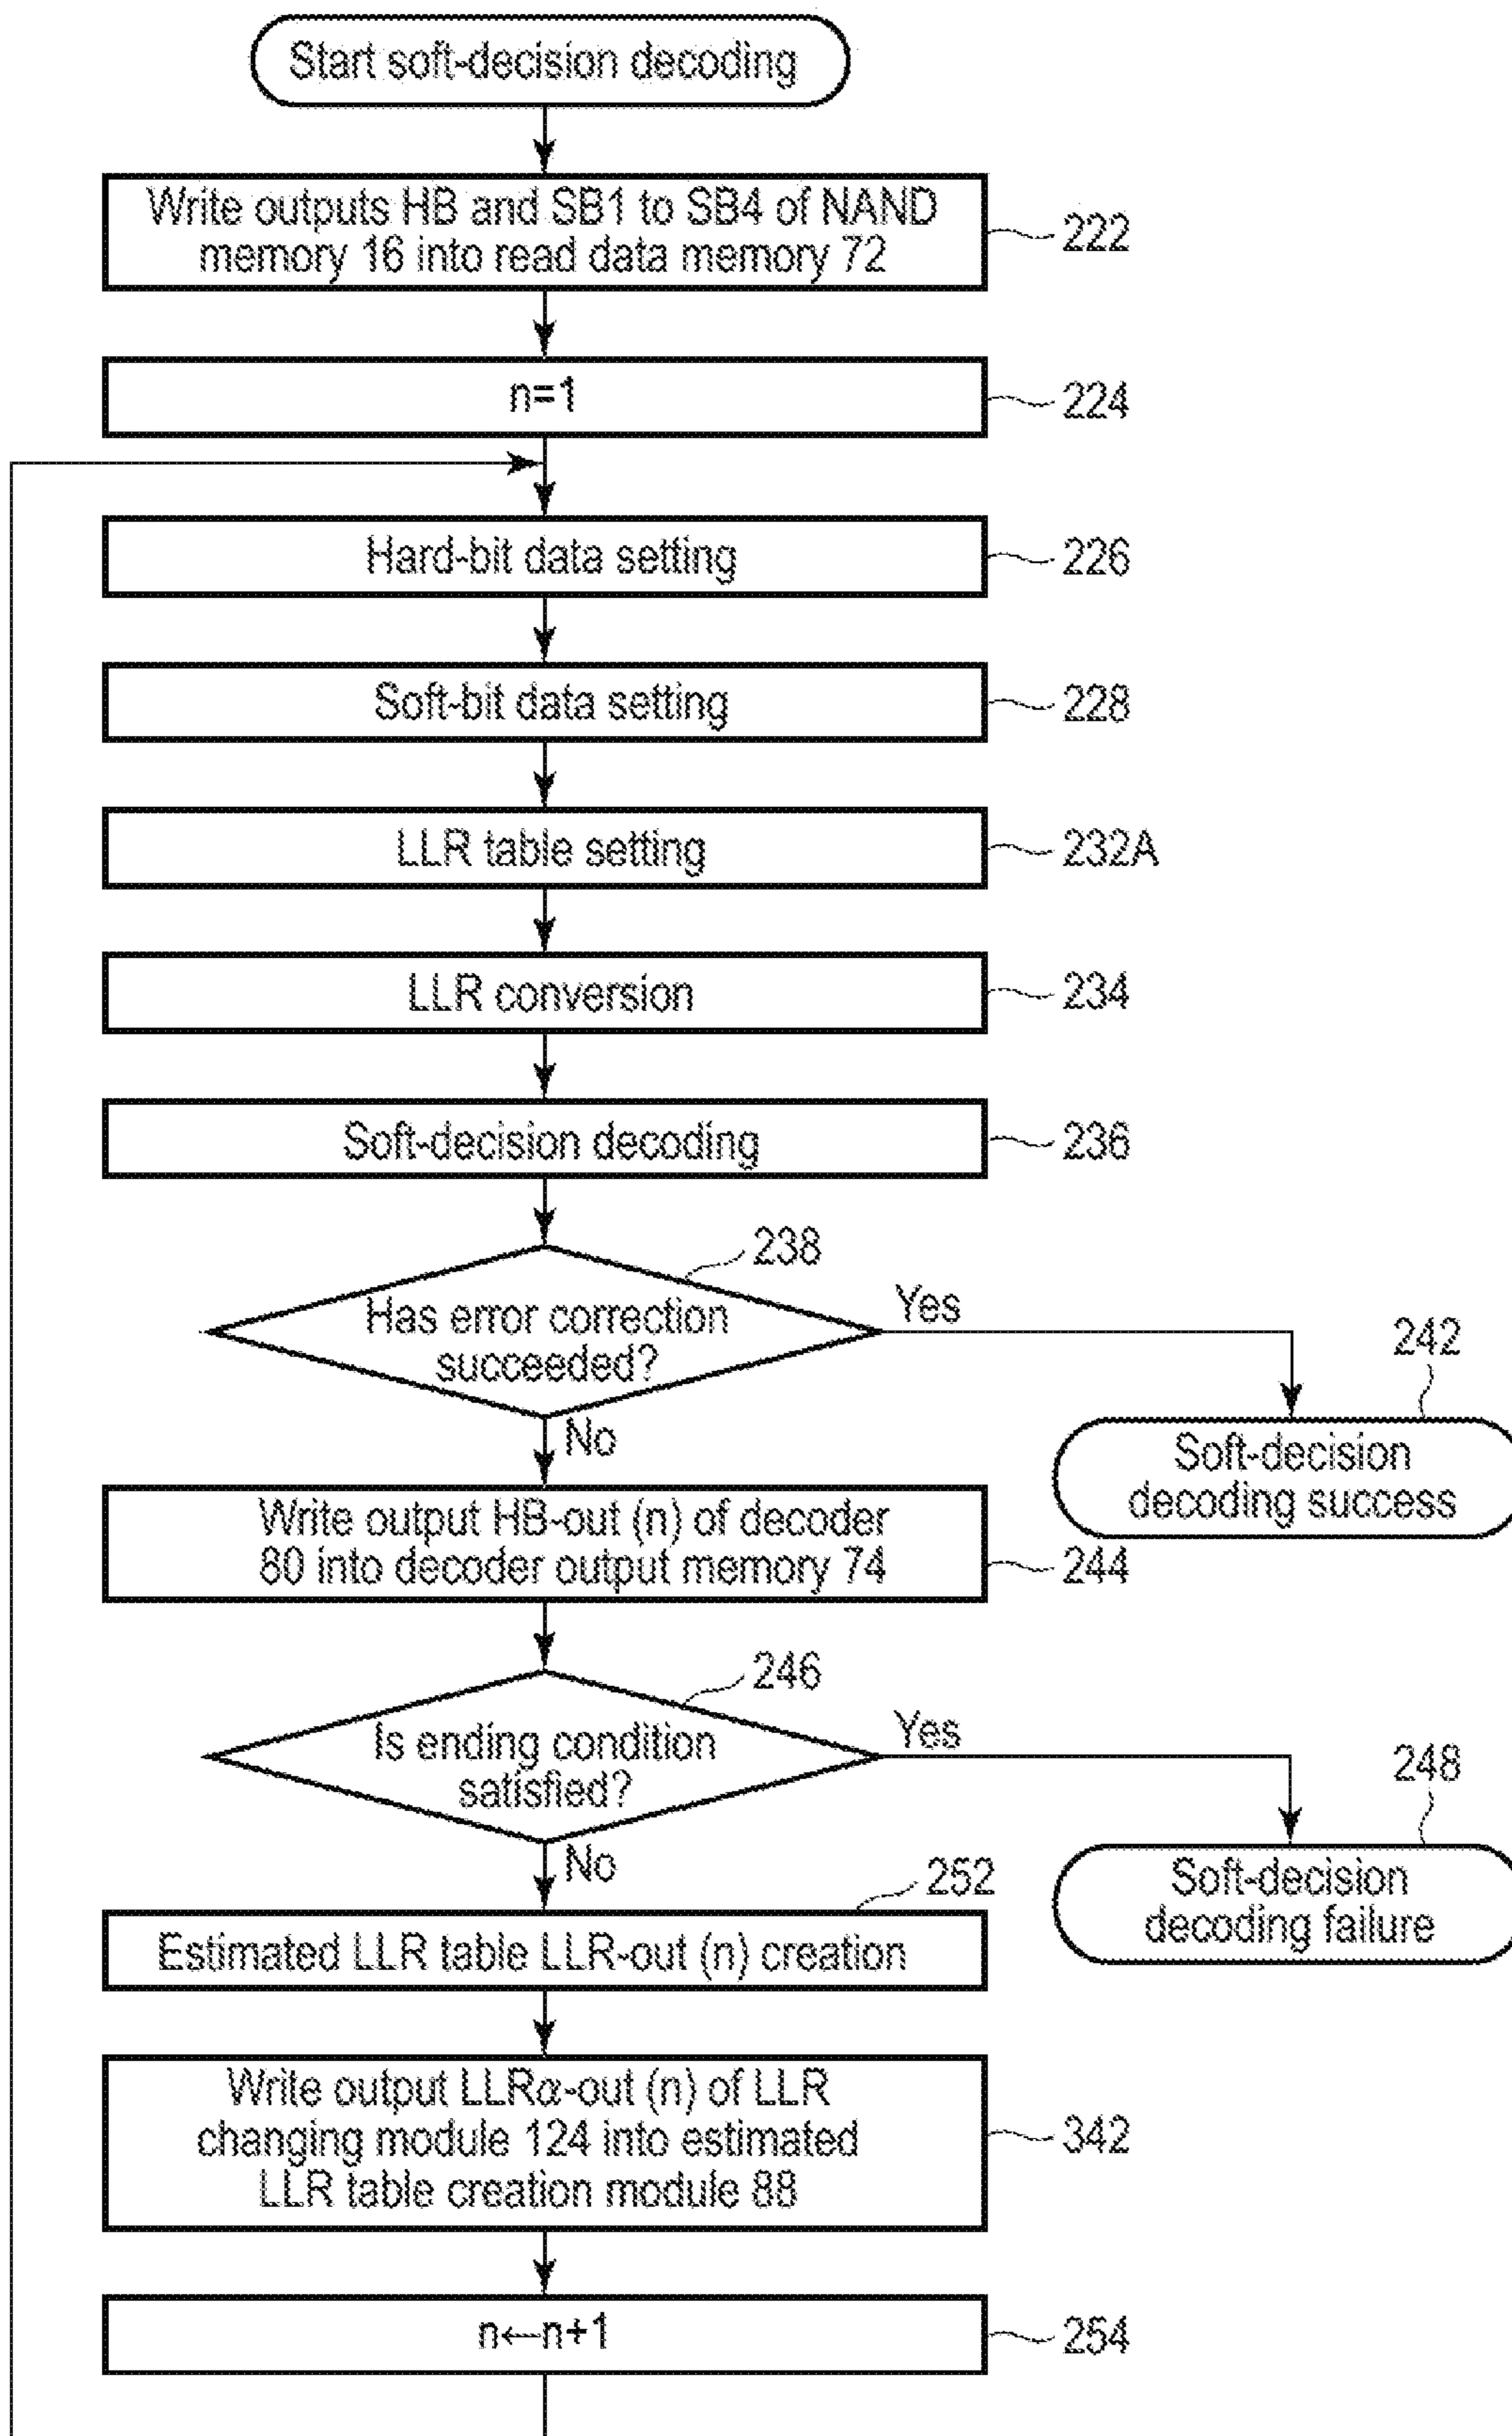 Start soft-decision decoding
Write outputs HB and SB1 to SB4 of NAND
memory 16 into read data memory 72
222
n=1
224
Hard-bit data setting
226
Soft-bit data setting
228
LLR table setting
232A
LLR conversion
234
Soft-decision decoding
236
238
Has error correction
succeeded?
Yes
No
242
Soft-decision
decoding success
Write output HB-out (n) of decoder
80 into decoder output memory 74
244
246
Is ending condition
satisfied?
Yes
No
248
Soft-decision
decoding failure
252
Estimated LLR table LLR-out (n) creation
Write output LLRα-out (n) of LLR
changing module 124 into estimated
LLR table creation module 88
342
n←n+1
254